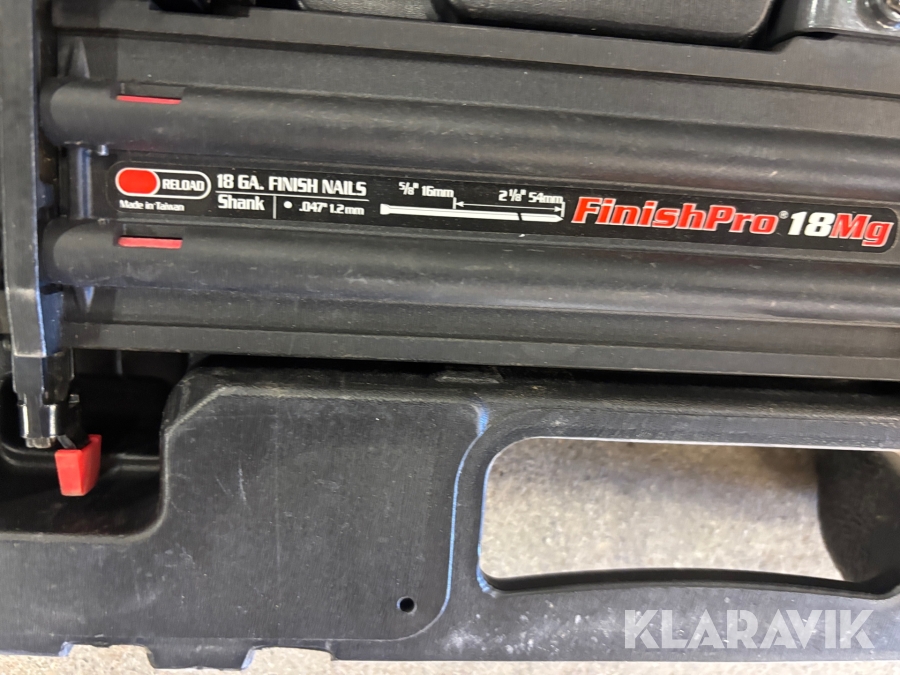 RELOAD
Made in Taiwan
18 GA. FINISH NAILS
Shank • .047" 1.2mm
5/8" 16mm
2 1/8" 54mm
FinishPro® 18Mg
KLARAVIK